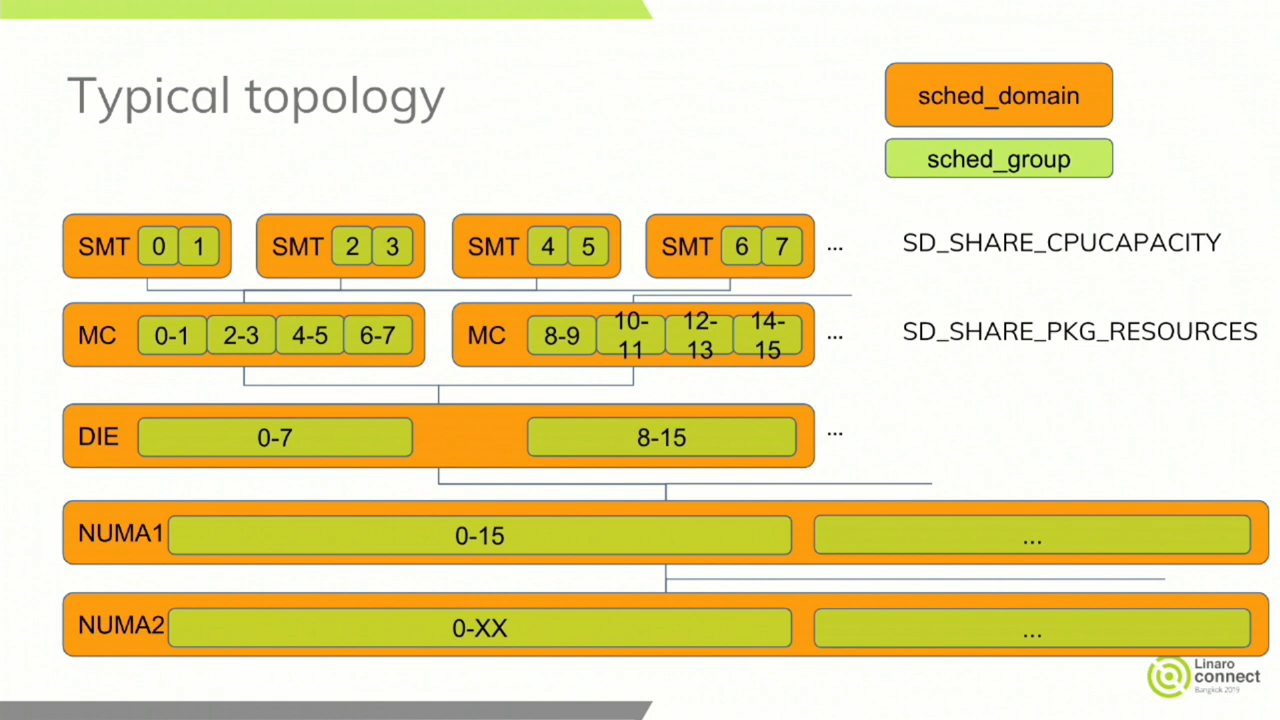 Typical topology
sched_domain
sched_group
SMT 0 1 SMT 2 3 SMT 4 5 SMT 6 7 ... SD_SHARE_CPUCAPACITY
MC 0-1 2-3 4-5 6-7 MC 8-9 10-11 12-13 14-15 ... SD_SHARE_PKG_RESOURCES
DIE 0-7 8-15 ...
NUMA1 0-15 ...
NUMA2 0-XX ...
Linaro
connect
Bangkok 2019